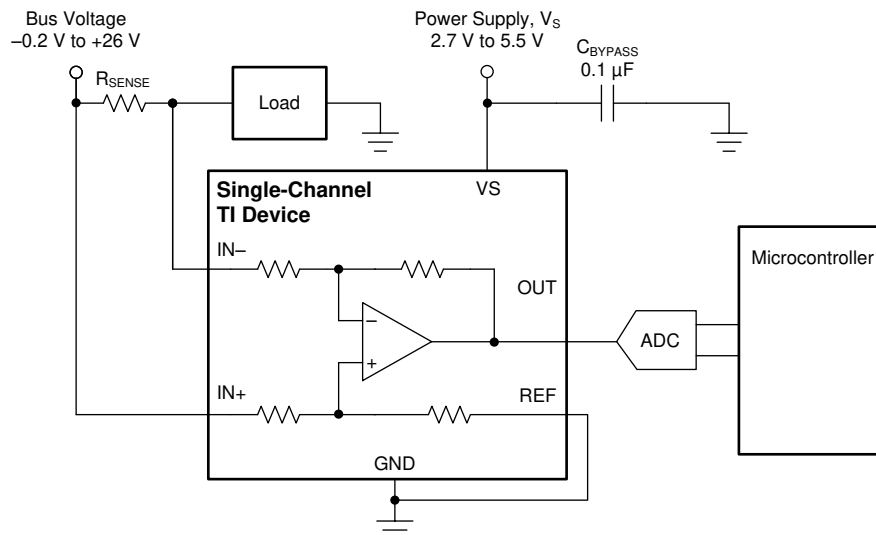 Bus Voltage
–0.2 V to +26 V
RSENSE
Load
Power Supply, VS
2.7 V to 5.5 V
CBYPASS
0.1 µF
Single-Channel
TI Device
VS
IN–
OUT
–
+
IN+
REF
GND
ADC
Microcontroller